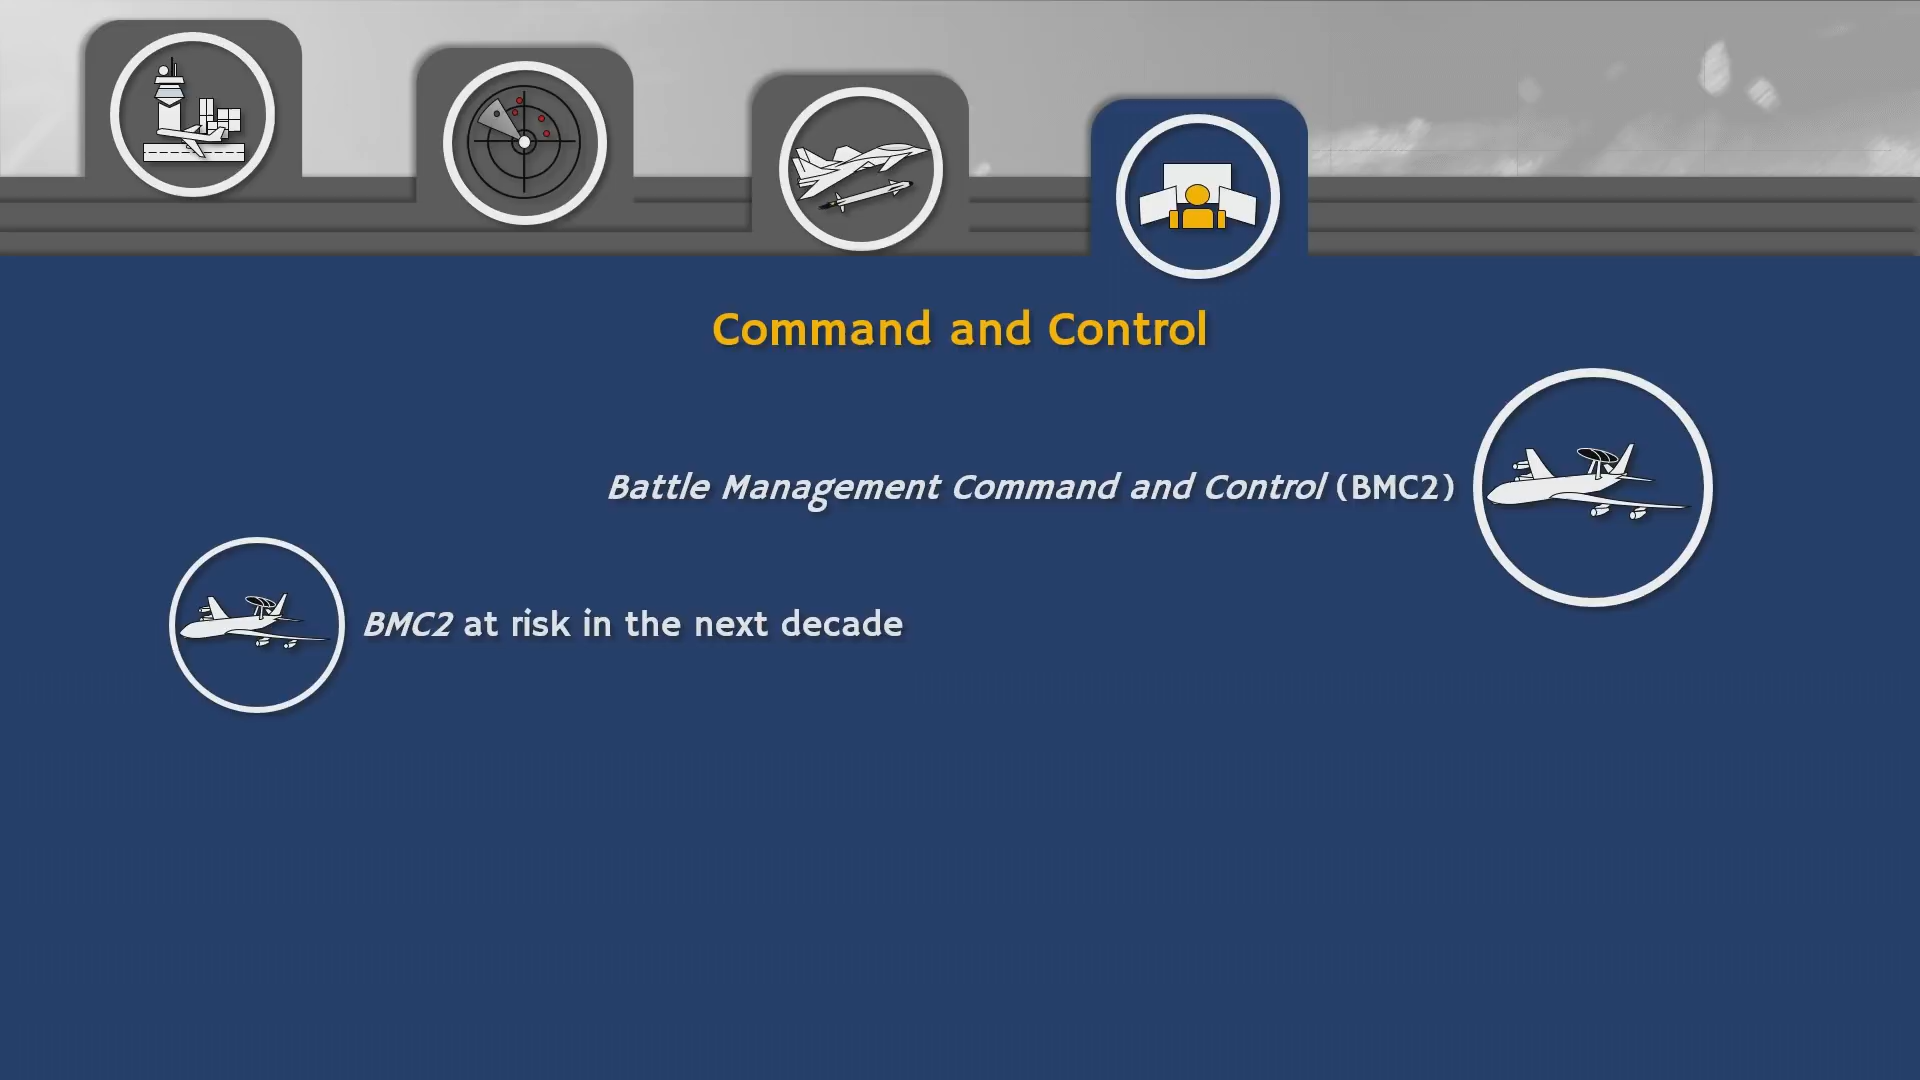 Command and Control
Battle Management Command and Control (BMC2)
BMC2 at risk in the next decade